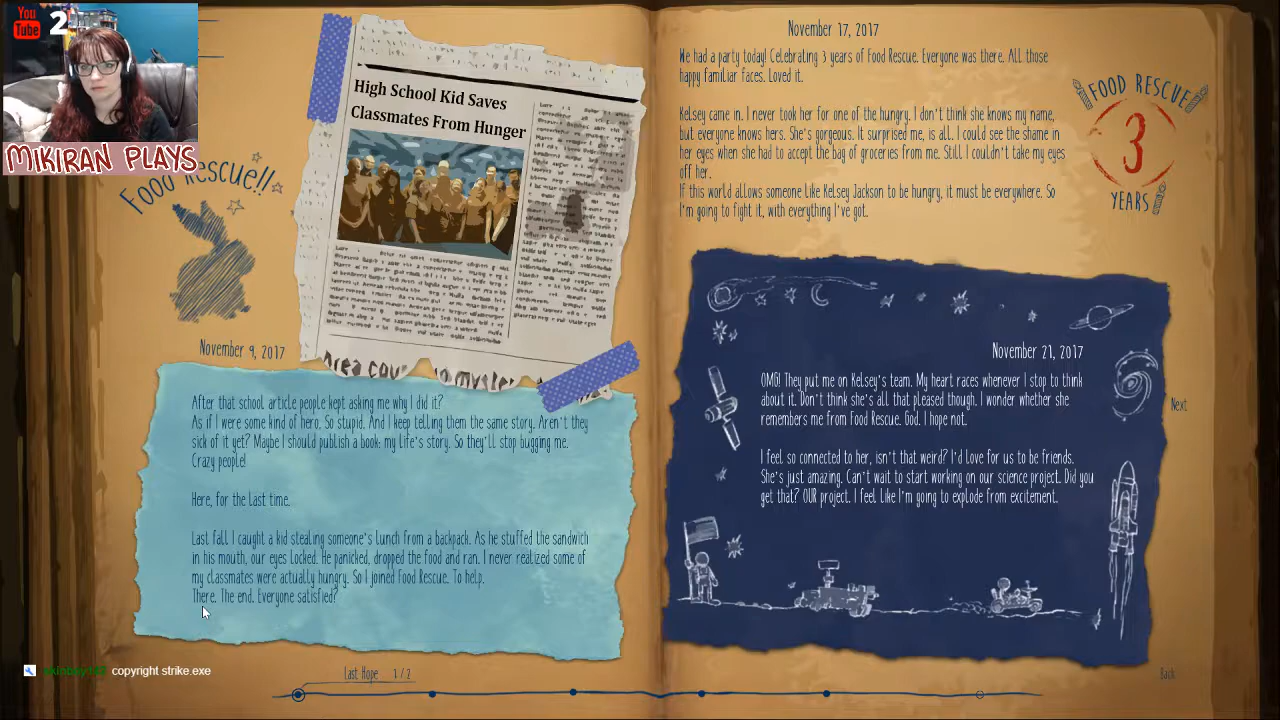 You
Tube
2
MIKIRAN PLAYS
Food Rescue!!
High School Kid Saves
Classmates From Hunger
November 9, 2017
After that school article people kept asking me why I did it?
As if I were some kind of hero. So stupid. And I keep telling them the same story. Aren't they
sick of it yet? Maybe I should publish a book: my life's story. So they'll stop bugging me.
Crazy people!
Here, for the last time.
Last fall I caught a kid stealing someone's lunch from a backpack. As he stuffed the sandwich
in his mouth, our eyes locked. He panicked, dropped the food and ran. I never realized some of
my classmates were actually hungry. So I joined Food Rescue. To help.
There. The end. Everyone satisfied?
copyright strike.exe
Last Hope 1 / 2
November 17, 2017
We had a party today! Celebrating 3 years of Food Rescue. Everyone was there. All those
happy familiar faces. Loved it.
Kelsey came in. I never took her for one of the hungry. I don't think she knows my name,
but everyone knows hers. She's gorgeous. It surprised me, is all. I could see the shame in
her eyes when she had to accept the bag of groceries from me. Still I couldn't take my eyes
off her.
If this world allows someone like Kelsey Jackson to be hungry, it must be everywhere. So
I'm going to fight it, with everything I've got.
FOOD RESCUE
3
YEARS
November 21, 2017
OMG! They put me on Kelsey's team. My heart races whenever I stop to think
about it. Don't think she's all that pleased though. I wonder whether she
remembers me from Food Rescue. God. I hope not.
I feel so connected to her, isn't that weird? I'd love for us to be friends.
She's just amazing. Can't wait to start working on our science project. Did you
get that? OUR project. I feel like I'm going to explode from excitement.
Next
Back